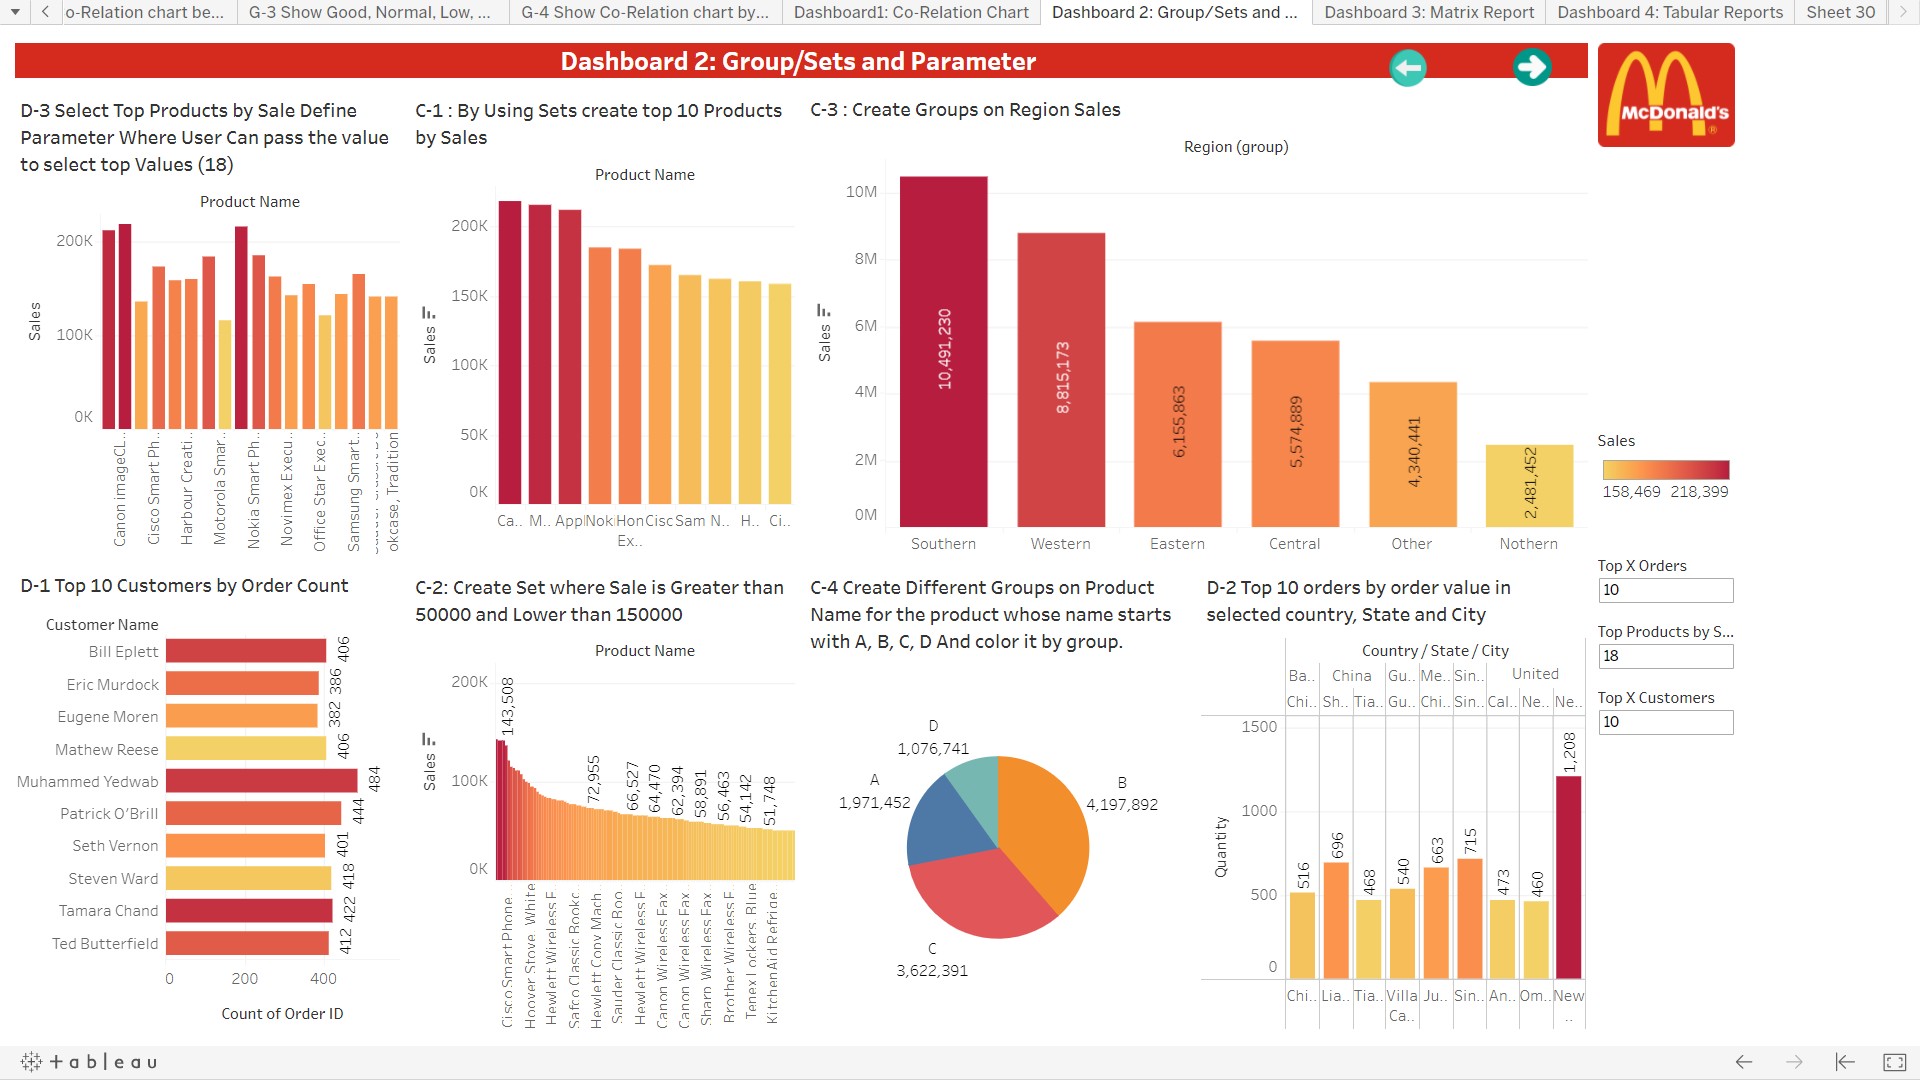 o-Relation chart be...
G-3 Show Good, Normal, Low, ...
G-4 Show Co-Relation chart by...
Dashboard1: Co-Relation Chart
Dashboard 2: Group/Sets and ...
Dashboard 3: Matrix Report
Dashboard 4: Tabular Reports
Sheet 30
Dashboard 2: Group/Sets and Parameter
McDonald's
®
D-3 Select Top Products by Sale Define
Parameter Where User Can pass the value
to select top Values (18)
Product Name
Sales
200K
100K
0K
Canon imageCL..
Cisco Smart Ph..
Harbour Creati..
Motorola Smar..
Nokia Smart Ph..
Novimex Execu..
Office Star Exec..
Samsung Smart..
okcase, Tradition
C-1 : By Using Sets create top 10 Products
by Sales
Product Name
Sales
200K
150K
100K
50K
0K
Ca..
M..
Appl
Noki
Hon
Ex..
Cisc
Sam
N..
H..
Ci..
C-3 : Create Groups on Region Sales
Region (group)
Sales
10M
8M
6M
4M
2M
0M
10,491,230
8,815,173
6,155,863
5,574,889
4,340,441
2,481,452
Southern
Western
Eastern
Central
Other
Nothern
Sales
158,469
218,399
Top X Orders
10
Top Products by S...
18
Top X Customers
10
D-1 Top 10 Customers by Order Count
Customer Name
Bill Eplett
406
Eric Murdock
386
Eugene Moren
382
Mathew Reese
406
Muhammed Yedwab
484
Patrick O'Brill
444
Seth Vernon
401
Steven Ward
418
Tamara Chand
422
Ted Butterfield
412
0
200
400
Count of Order ID
C-2: Create Set where Sale is Greater than
50000 and Lower than 150000
Product Name
Sales
200K
100K
0K
143,508
72,955
66,527
64,470
62,394
58,891
56,463
54,142
51,748
Cisco Smart Phone..
Hoover Stove, White
Hewlett Wireless F..
Safco Classic Bookc..
Hewlett Copy Mach..
Sauder Classic Boo..
Hewlett Wireless F..
Canon Wireless Fax..
Canon Wireless Fax..
Sharp Wireless Fax..
Brother Wireless F..
Tenex Lockers, Blue
KitchenAid Refrige..
C-4 Create Different Groups on Product
Name for the product whose name starts
with A, B, C, D And color it by group.
D
1,076,741
A
1,971,452
B
4,197,892
C
3,622,391
D-2 Top 10 orders by order value in
selected country, State and City
Country / State / City
Ba..
China
Gu..
Me..
Sin..
United
Chi..
Sh..
Tia..
Gu..
Chi..
Sin..
Cal..
Ne..
Ne..
Quantity
1500
1000
500
0
516
696
468
540
663
715
473
460
1,208
Chi..
Lia..
Tia..
Villa
Ca..
Ju..
Sin..
An..
Om..
New
..
+ a b | e a u